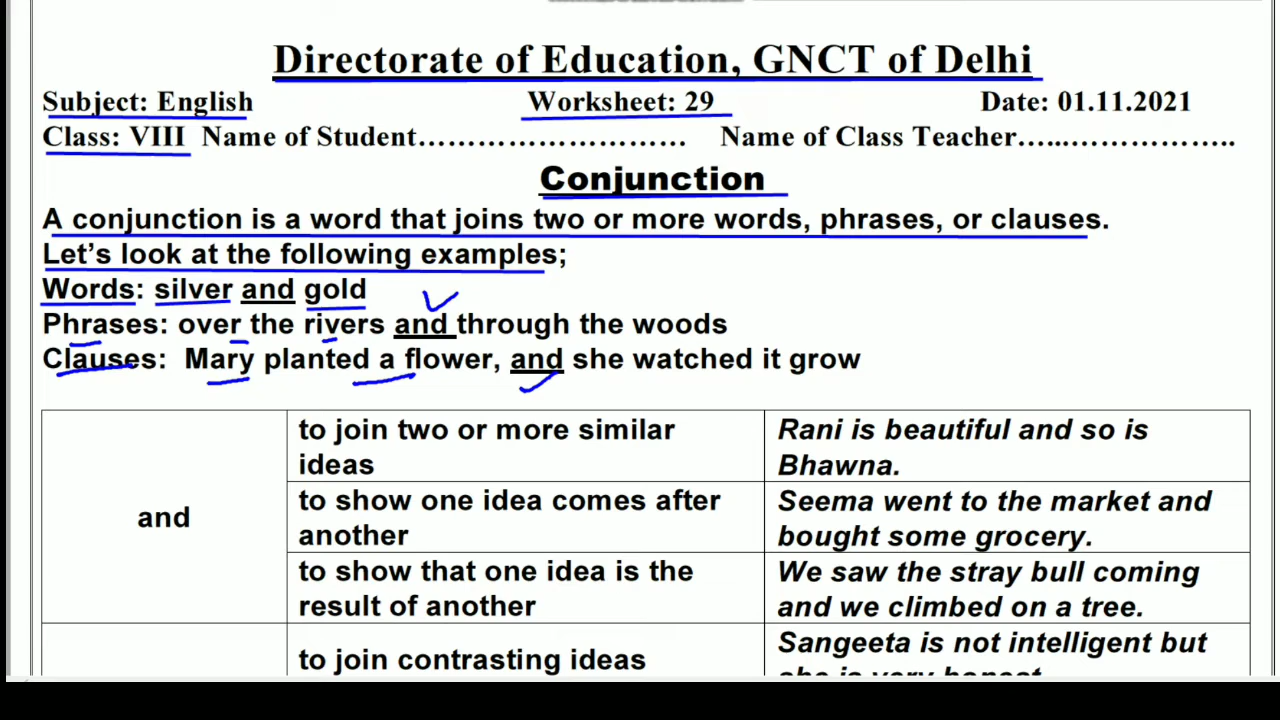 Directorate of Education, GNCT of Delhi
Subject: English Worksheet: 29 Date: 01.11.2021
Class: VIII Name of Student……………………… Name of Class Teacher…...……………..
Conjunction
A conjunction is a word that joins two or more words, phrases, or clauses.
Let’s look at the following examples;
Words: silver and gold
Phrases: over the rivers and through the woods
Clauses: Mary planted a flower, and she watched it grow
and
to join two or more similar
ideas
Rani is beautiful and so is
Bhawna.
to show one idea comes after
another
Seema went to the market and
bought some grocery.
to show that one idea is the
result of another
We saw the stray bull coming
and we climbed on a tree.
to join contrasting ideas
Sangeeta is not intelligent but
she is very honest